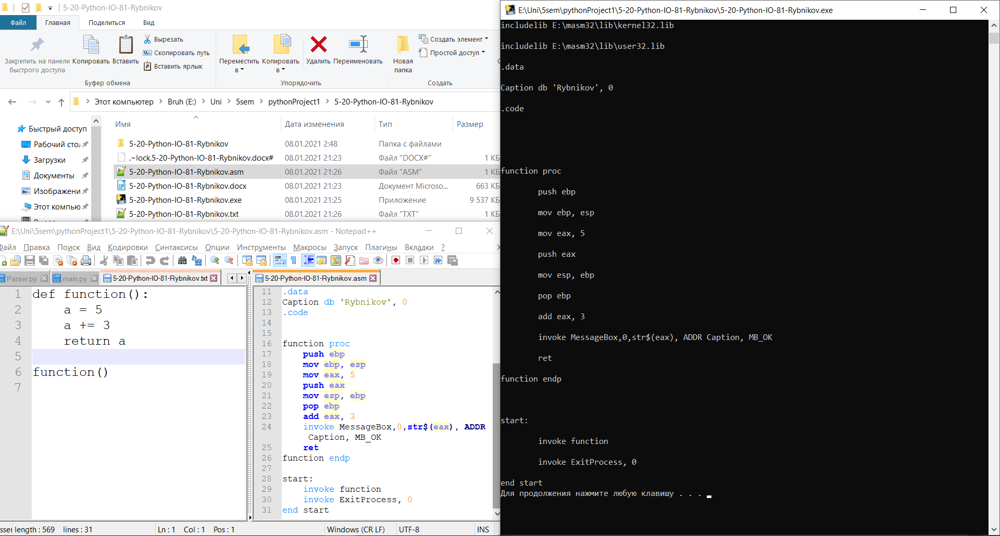 5-20-Python-IO-81-Rybnikov
Файл Главная Поделиться Вид
Закрепить на панели быстрого доступа
Копировать
Вставить
Вырезать
Скопировать путь
Вставить ярлык
Буфер обмена
Переместить в
Копировать в
Удалить
Переименовать
Упорядочить
Новая папка
Создать элемент
Простой доступ
Создать
Этот компьютер > Bruh (E:) > Uni > 5sem > pythonProject1 > 5-20-Python-IO-81-Rybnikov
Быстрый доступ
Рабочий стол
Загрузки
Документы
Изображени
Этот компью
Имя Дата изменения Тип Размер
5-20-Python-IO-81-Rybnikov 08.01.2021 2:48 Папка с файлами
.~lock.5-20-Python-IO-81-Rybnikov.docx# 08.01.2021 21:23 Файл "DOCX#" 1 КБ
5-20-Python-IO-81-Rybnikov.asm 08.01.2021 21:26 Файл "ASM" 1 КБ
5-20-Python-IO-81-Rybnikov.docx 08.01.2021 21:23 Документ Microso... 663 КБ
5-20-Python-IO-81-Rybnikov.exe 08.01.2021 21:25 Приложение 9 537 КБ
5-20-Python-IO-81-Rybnikov.txt 08.01.2021 21:26 Файл "TXT" 1 КБ
E:\Uni\5sem\pythonProject1\5-20-Python-IO-81-Rybnikov\5-20-Python-IO-81-Rybnikov.asm - Notepad++
Файл Правка Поиск Вид Кодировки Синтаксисы Опции Инструменты Макросы Запуск Плагины Вкладки ? X
Parser.py main.py 5-20-Python-IO-81-Rybnikov.txt
1 def function():
2 a = 5
3 a += 3
4 return a
5
6 function()
7
5-20-Python-IO-81-Rybnikov.asm
11 .data
12 Caption db 'Rybnikov', 0
13 .code
14
15
16 function proc
17 push ebp
18 mov ebp, esp
19 mov eax, 5
20 push eax
21 mov esp, ebp
22 pop ebp
23 add eax, 3
24 invoke MessageBox,0,str$(eax), ADDR
Caption, MB_OK
25 ret
26 function endp
27
28 start:
29 invoke function
30 invoke ExitProcess, 0
31 end start
length : 569 lines : 31 Ln : 1 Col : 1 Pos : 1 Windows (CR LF) UTF-8 INS
E:\Uni\5sem\pythonProject1\5-20-Python-IO-81-Rybnikov\5-20-Python-IO-81-Rybnikov.exe
includelib E:\masm32\lib\kernel32.lib
includelib E:\masm32\lib\user32.lib
.data
Caption db 'Rybnikov', 0
.code
function proc
push ebp
mov ebp, esp
mov eax, 5
push eax
mov esp, ebp
pop ebp
add eax, 3
invoke MessageBox,0,str$(eax), ADDR Caption, MB_OK
ret
function endp
start:
invoke function
invoke ExitProcess, 0
end start
Для продолжения нажмите любую клавишу . . .